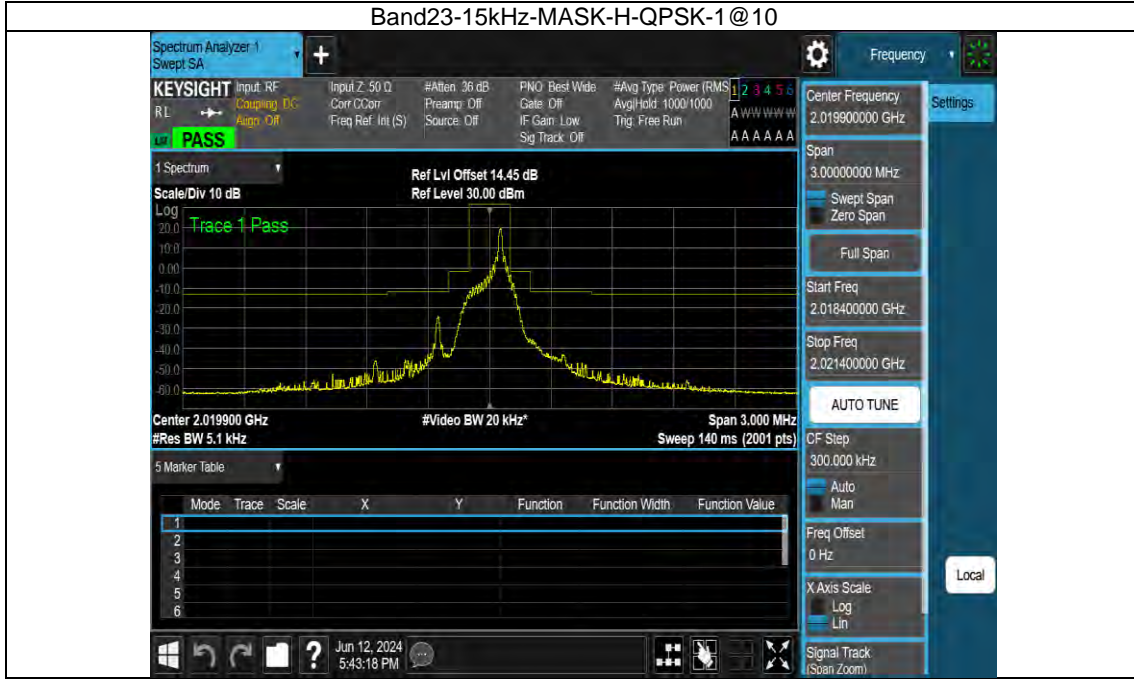 Band23-15kHz-MASK-H-QPSK-1@10
Spectrum Analyzer 1
Swept SA
+
Frequency
KEYSIGHT
RL
Input: RF
Coupling: DC
Align: Off
Input Z: 50 Ω
Corr CCorr
Freq Ref: Int (S)
#Atten: 36 dB
Preamp: Off
Source: Off
PNO: Best Wide
Gate: Off
IF Gain: Low
Sig Track: Off
#Avg Type: Power (RMS
Avg|Hold: 1000/1000
Trig: Free Run
1 2 3 4 5 6
A W W W W W
A A A A A A
PASS
1 Spectrum
Scale/Div 10 dB
Ref Lvl Offset 14.45 dB
Ref Level 30.00 dBm
Log
Trace 1 Pass
20.0
10.0
0.00
-10.0
-20.0
-30.0
-40.0
-50.0
-60.0
Center 2.019900 GHz
#Video BW 20 kHz*
Span 3.000 MHz
#Res BW 5.1 kHz
Sweep 140 ms (2001 pts)
5 Marker Table
Mode Trace Scale X Y Function Function Width Function Value
1
2
3
4
5
6
Jun 12, 2024
5:43:18 PM
Center Frequency
2.019900000 GHz
Settings
Span
3.00000000 MHz
Swept Span
Zero Span
Full Span
Start Freq
2.018400000 GHz
Stop Freq
2.021400000 GHz
AUTO TUNE
CF Step
300.000 kHz
Auto
Man
Freq Offset
0 Hz
X Axis Scale
Log
Lin
Local
Signal Track
(Span Zoom)